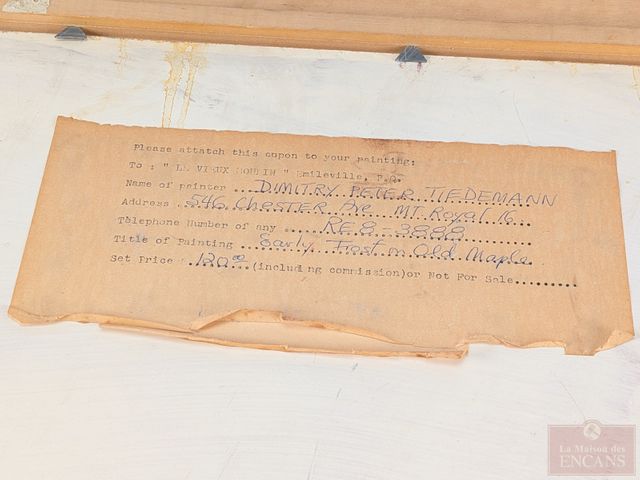 Please attatch this copon to your painting:
To : " LE VIEUX MOULIN " Emileville, P.Q.
Name of painter ... DIMITRY PETER TIEDEMANN
Address . 546 Chester Ave MT. Royal 16
Telephone Number of any ... RE 8 - 3888
Title of Painting .. Early Frost on Old Maple
Set Price : 120.00 (including commission)or Not For Sale..........
La Maison des
ENCANS